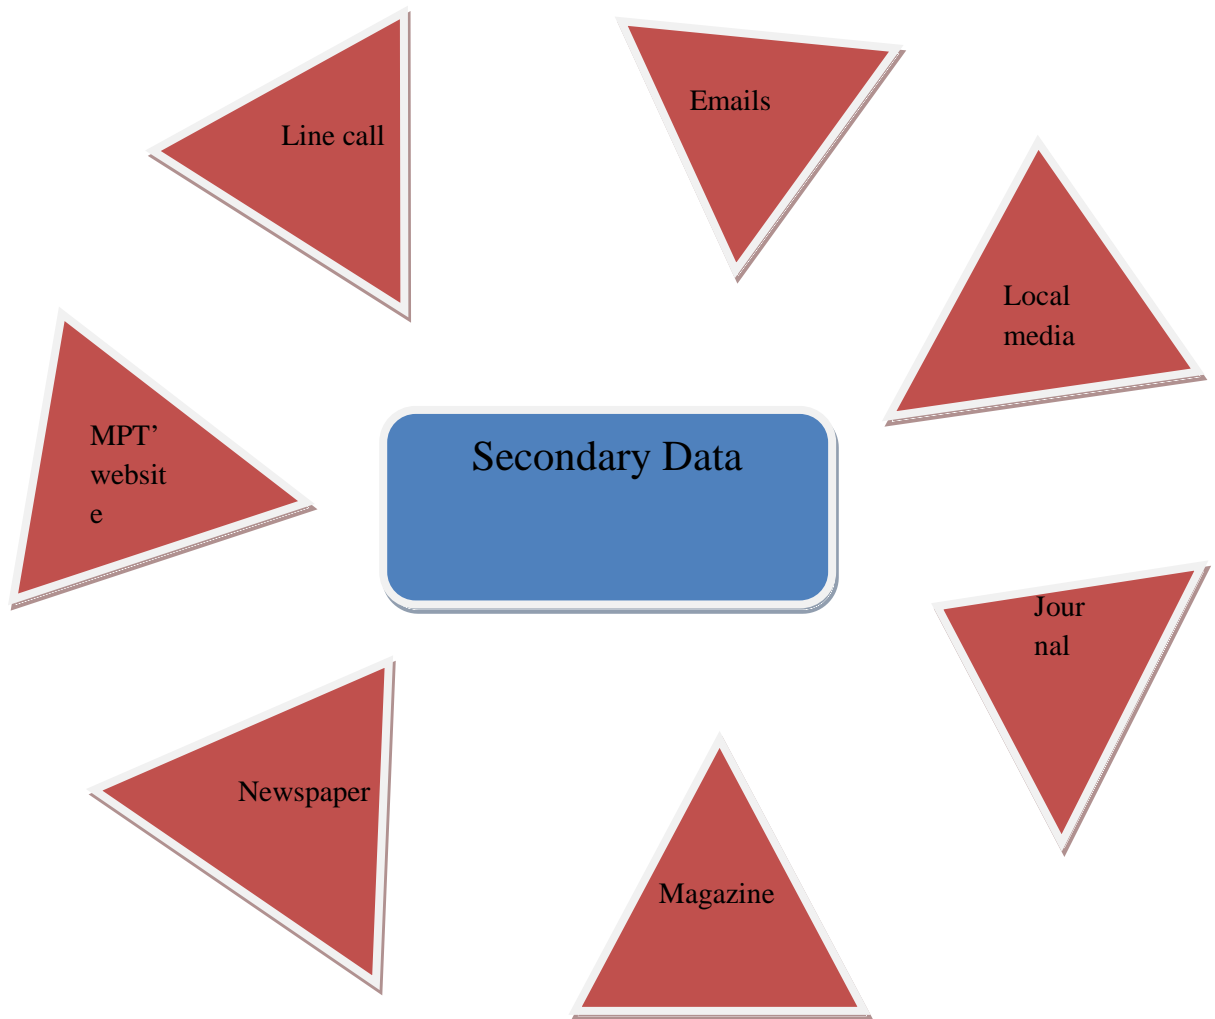 Emails
Line call
Local
media
MPT’
websit
e
Secondary Data
Jour
nal
Newspaper
Magazine